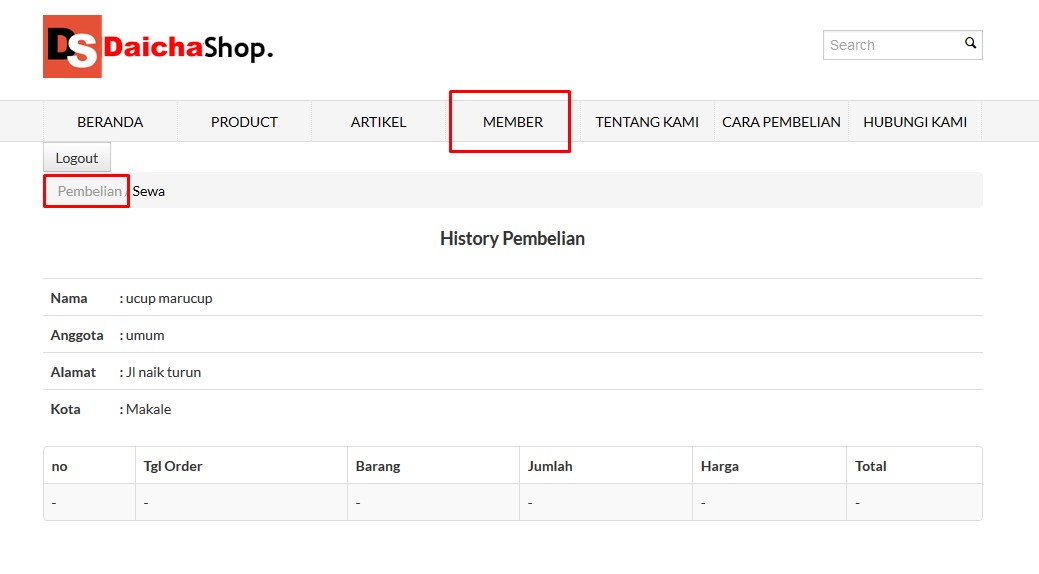 DS DaichaShop.
Search
BERANDA PRODUCT ARTIKEL MEMBER TENTANG KAMI CARA PEMBELIAN HUBUNGI KAMI
Logout
Pembelian / Sewa
History Pembelian
Nama : ucup marucup
Anggota : umum
Alamat : Jl naik turun
Kota : Makale
no Tgl Order Barang Jumlah Harga Total
- - - - - -